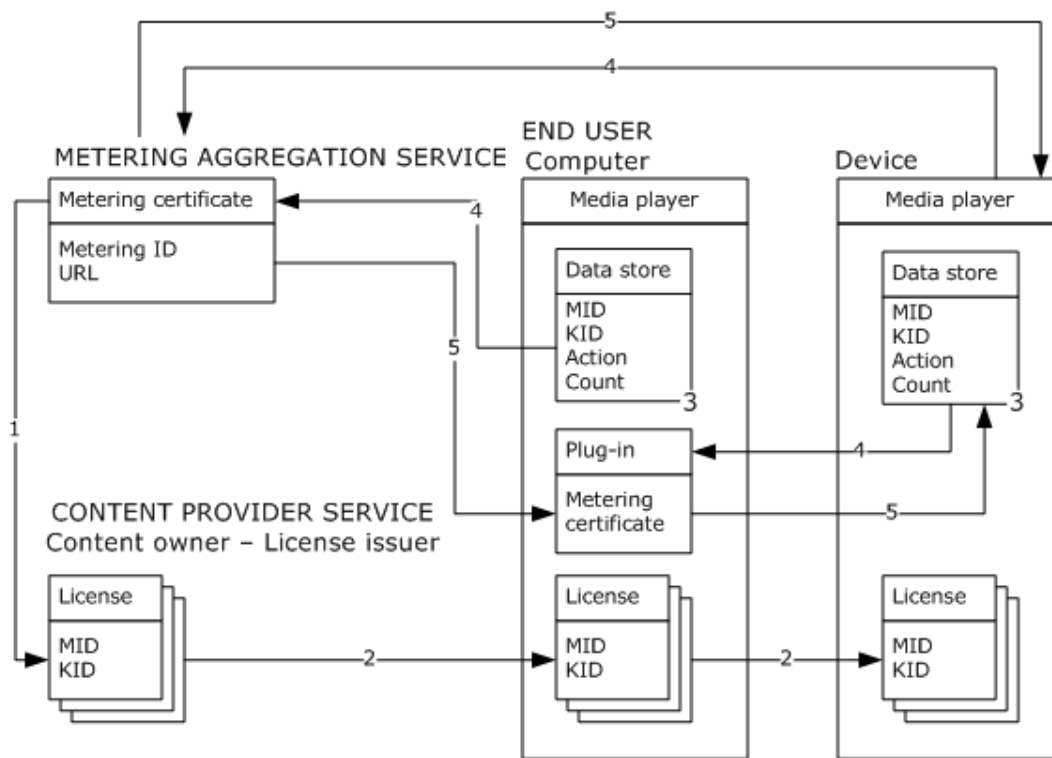 5
4
END USER
METERING AGGREGATION SERVICE
Computer
Device
Metering certificate
Metering ID
URL
4
5
1
Media player
Data store
MID
KID
Action
Count
3
Plug-in
Metering
certificate
Media player
Data store
MID
KID
Action
Count
3
4
5
CONTENT PROVIDER SERVICE
Content owner – License issuer
License
MID
KID
2
License
MID
KID
2
License
MID
KID